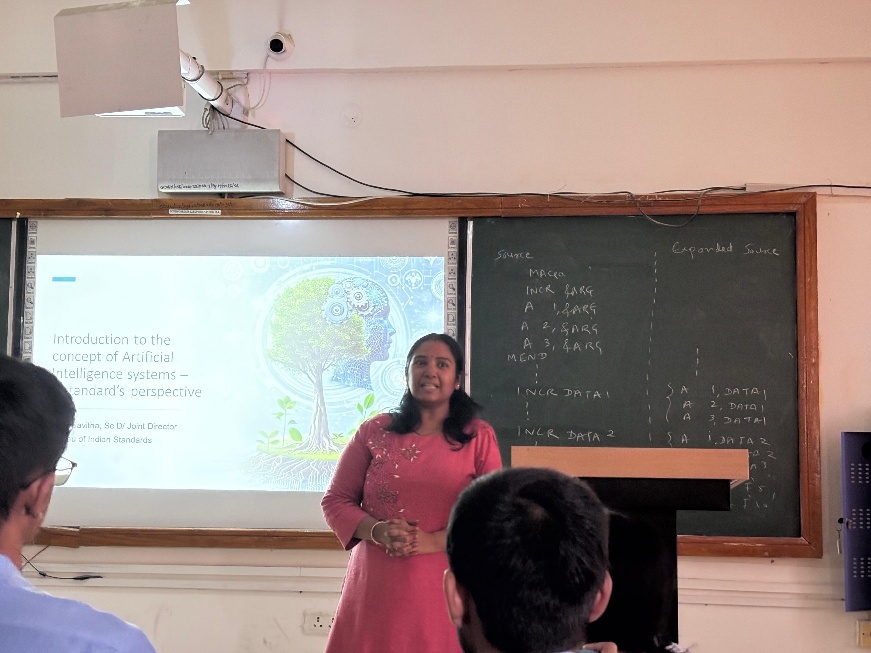 Introduction to the
concept of Artificial
Intelligence systems –
standard's perspective
Sc D/ Joint Director
of Indian Standards
Source
MACRO
INCR &ARG
A 1, &ARG
A 2, &ARG
A 3, &ARG
MEND
INCR DATA1
INCR DATA 2
Expanded Source
A 1, DATA1
A 2, DATA1
A 3, DATA1
A 1, DATA 2